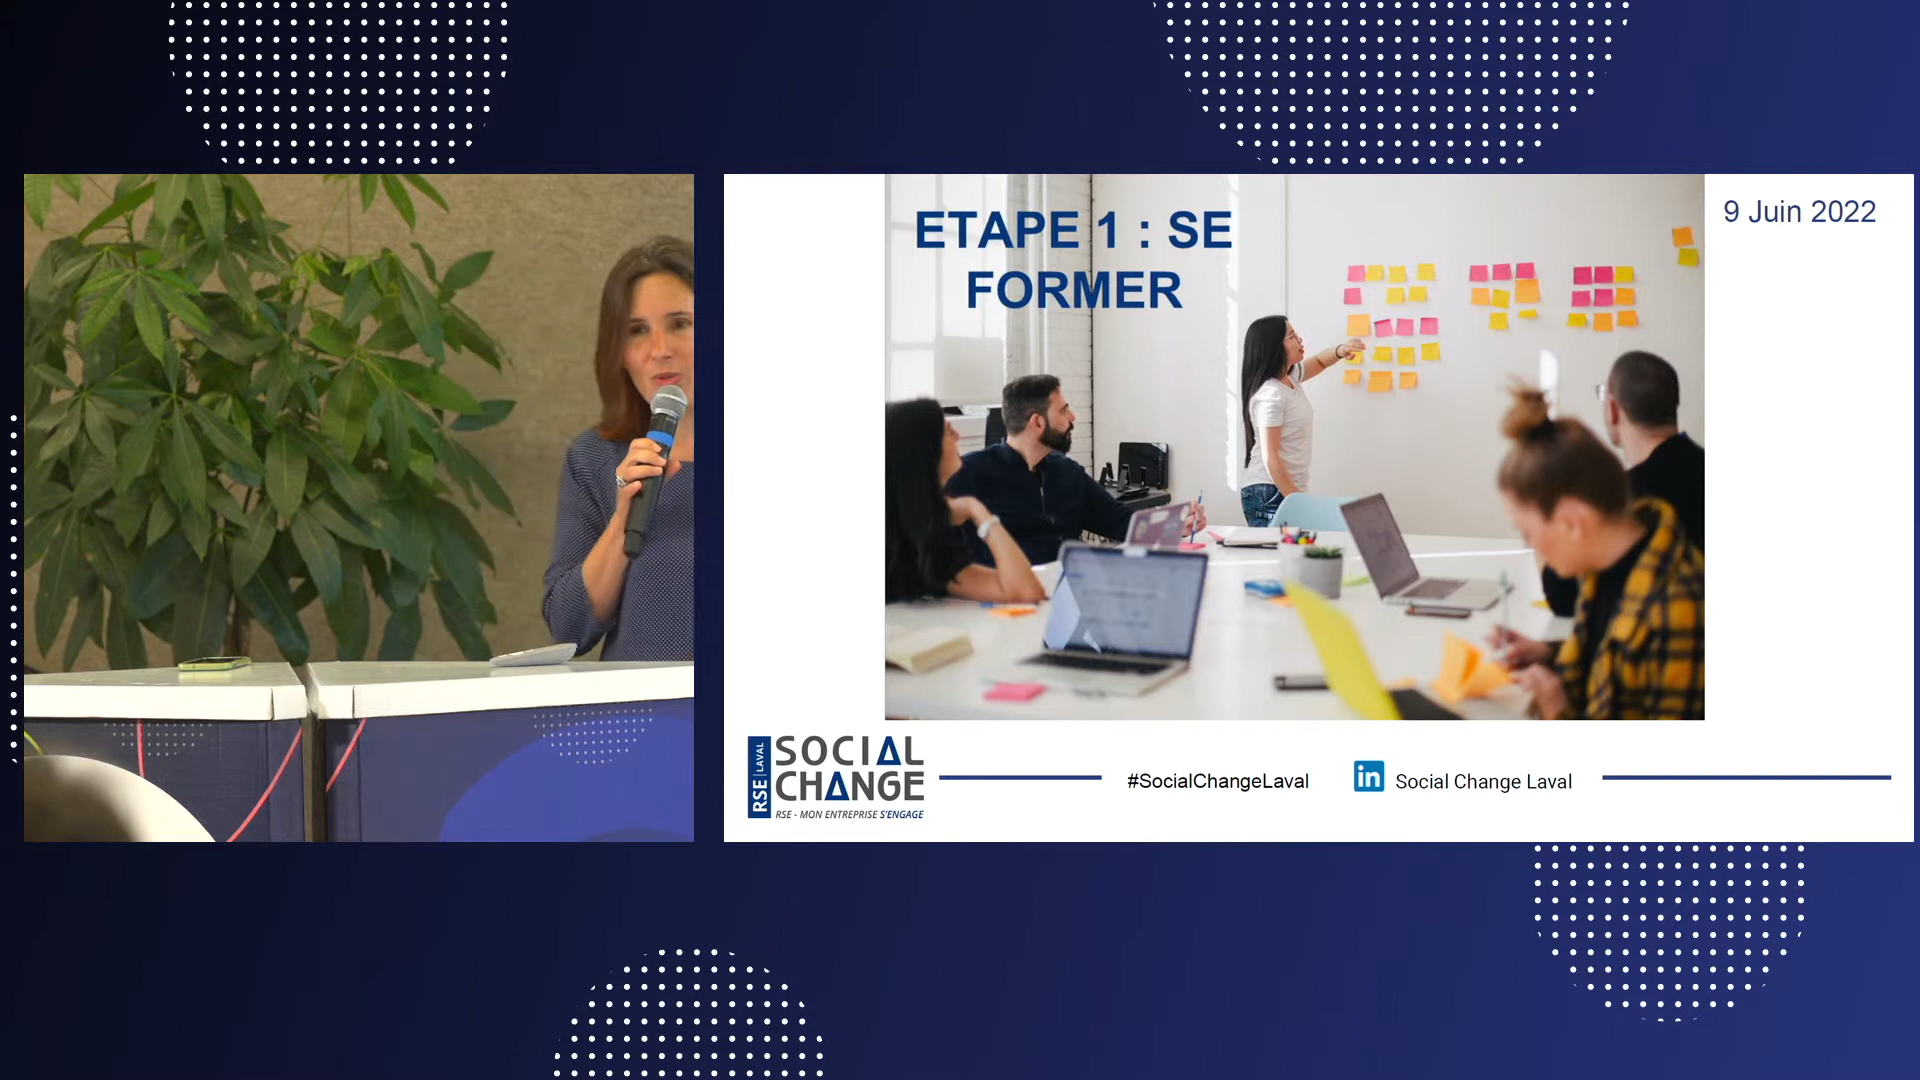 ETAPE 1 : SE
FORMER
9 Juin 2022
RSE | LAVAL
SOCIAL
CHANGE
RSE - MON ENTREPRISE S'ENGAGE
#SocialChangeLaval
in Social Change Laval